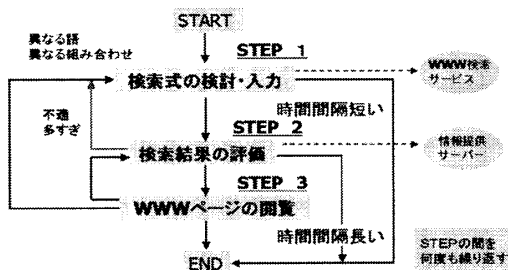 START
異なる語
異なる組み合わせ
STEP 1
WWW検索
サービス
検索式の検討・入力
不適
多すぎ
時間間隔短い
STEP 2
情報提供
サーバー
検索結果の評価
STEP 3
WWWページの閲覧
時間間隔長い
STEPの間を
何度も繰り返す
END